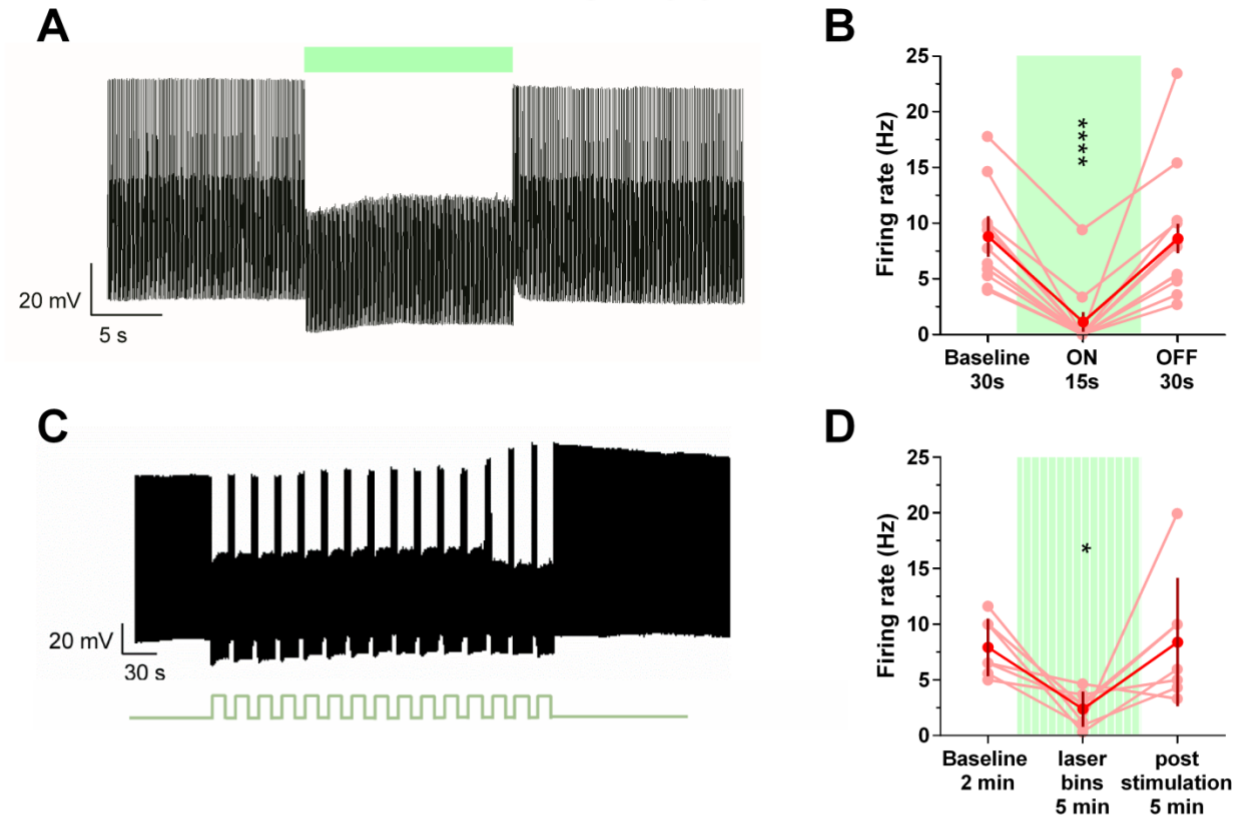 A
20 mV
5 s
B
Firing rate (Hz)
25
20
15
10
5
0
****
Baseline
30s
ON
15s
OFF
30s
C
20 mV
30 s
D
Firing rate (Hz)
25
20
15
10
5
0
*
Baseline
2 min
laser
bins
5 min
post
stimulation
5 min